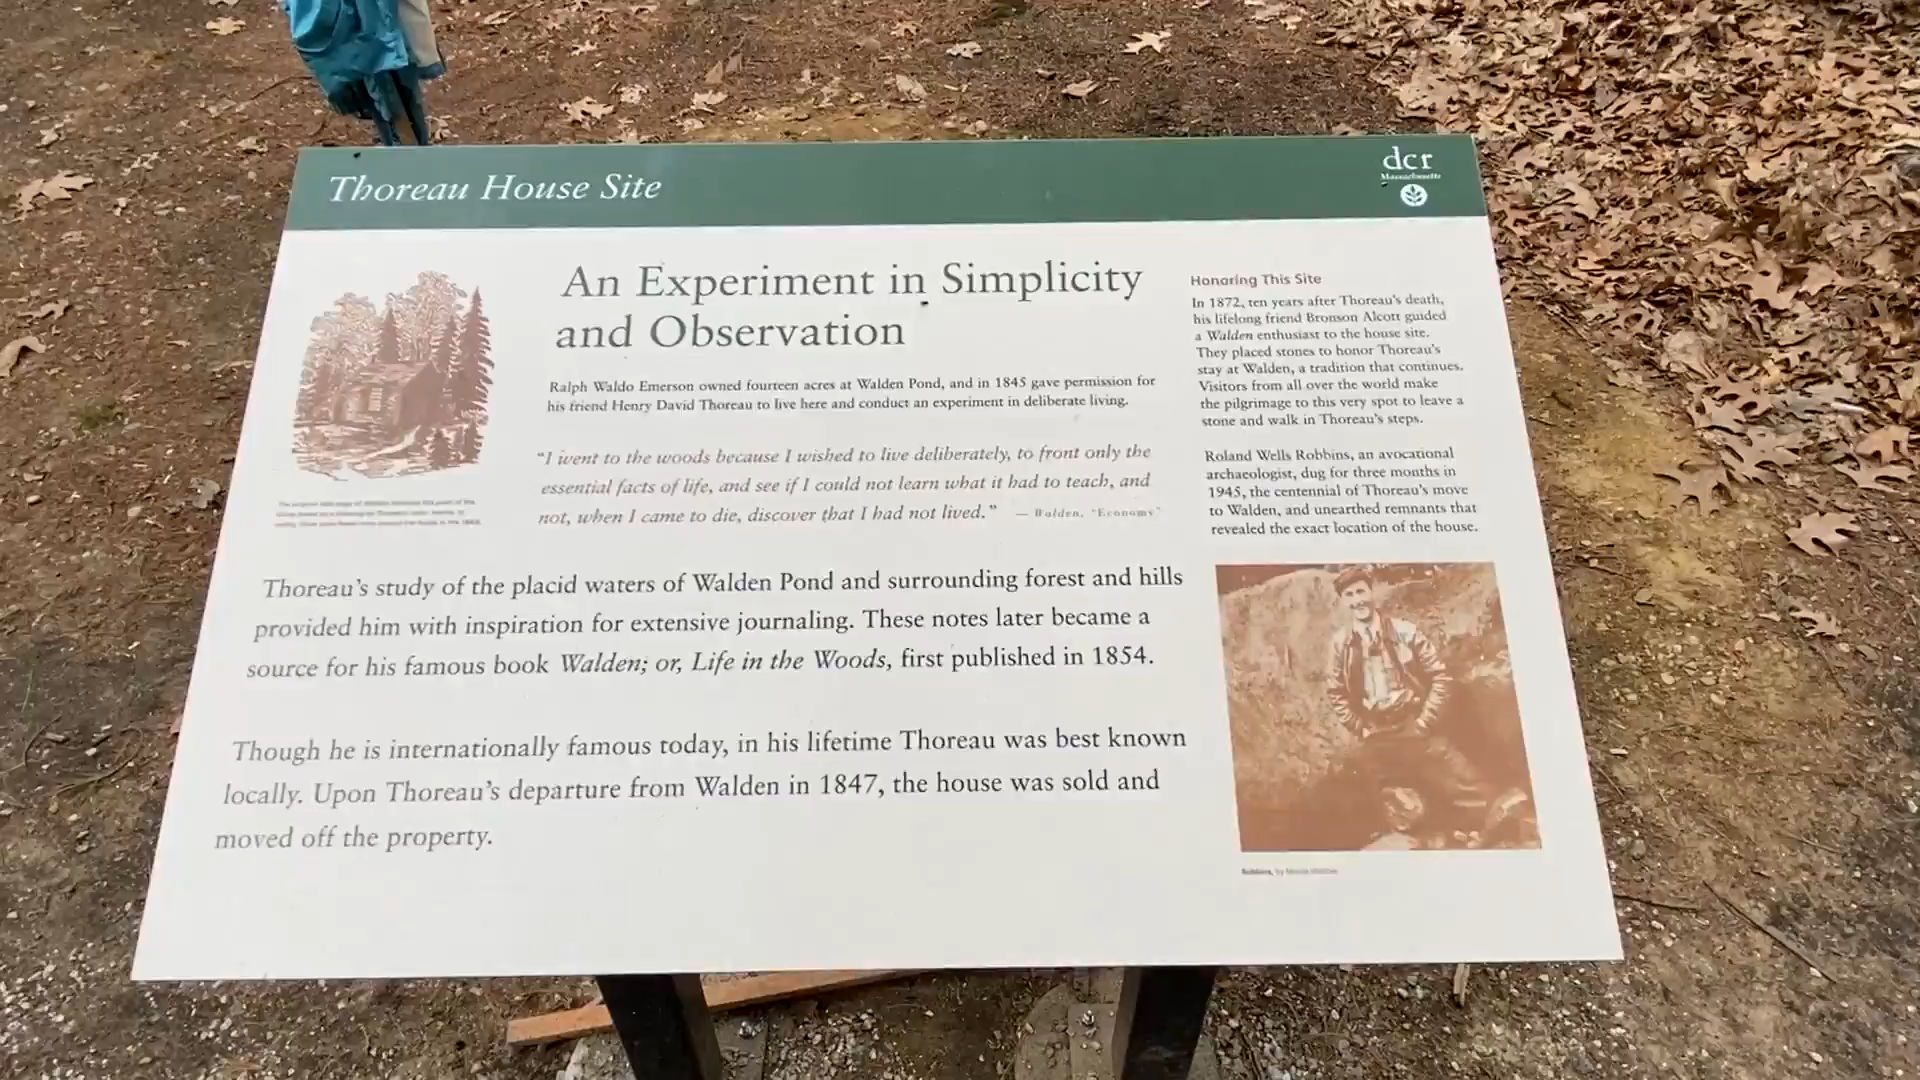 Thoreau House Site
dcr
Massachusetts
An Experiment in Simplicity
and Observation
Ralph Waldo Emerson owned fourteen acres at Walden Pond, and in 1845 gave permission for
his friend Henry David Thoreau to live here and conduct an experiment in deliberate living.
“I went to the woods because I wished to live deliberately, to front only the
essential facts of life, and see if I could not learn what it had to teach, and
not, when I came to die, discover that I had not lived.” — Walden, “Economy”
Thoreau’s study of the placid waters of Walden Pond and surrounding forest and hills
provided him with inspiration for extensive journaling. These notes later became a
source for his famous book Walden; or, Life in the Woods, first published in 1854.
Though he is internationally famous today, in his lifetime Thoreau was best known
locally. Upon Thoreau’s departure from Walden in 1847, the house was sold and
moved off the property.
Honoring This Site
In 1872, ten years after Thoreau’s death,
his lifelong friend Bronson Alcott guided
a Walden enthusiast to the house site.
They placed stones to honor Thoreau’s
stay at Walden, a tradition that continues.
Visitors from all over the world make
the pilgrimage to this very spot to leave a
stone and walk in Thoreau’s steps.
Roland Wells Robbins, an avocational
archaeologist, dug for three months in
1945, the centennial of Thoreau’s move
to Walden, and unearthed remnants that
revealed the exact location of the house.
Robbins, by